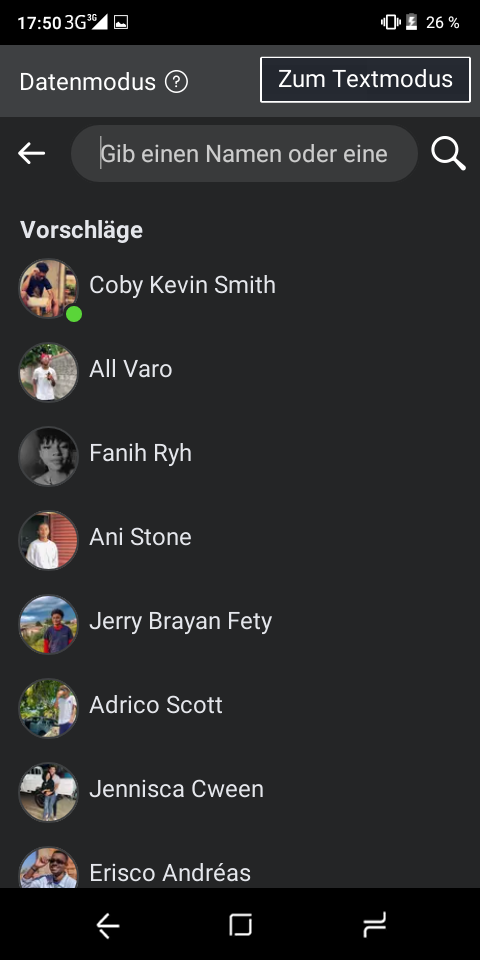 17:50 3G 3G 26 %
Datenmodus ? Zum Textmodus
Gib einen Namen oder eine
Vorschläge
Coby Kevin Smith
All Varo
Fanih Ryh
Ani Stone
Jerry Brayan Fety
Adrico Scott
Jennisca Cween
Erisco Andréas